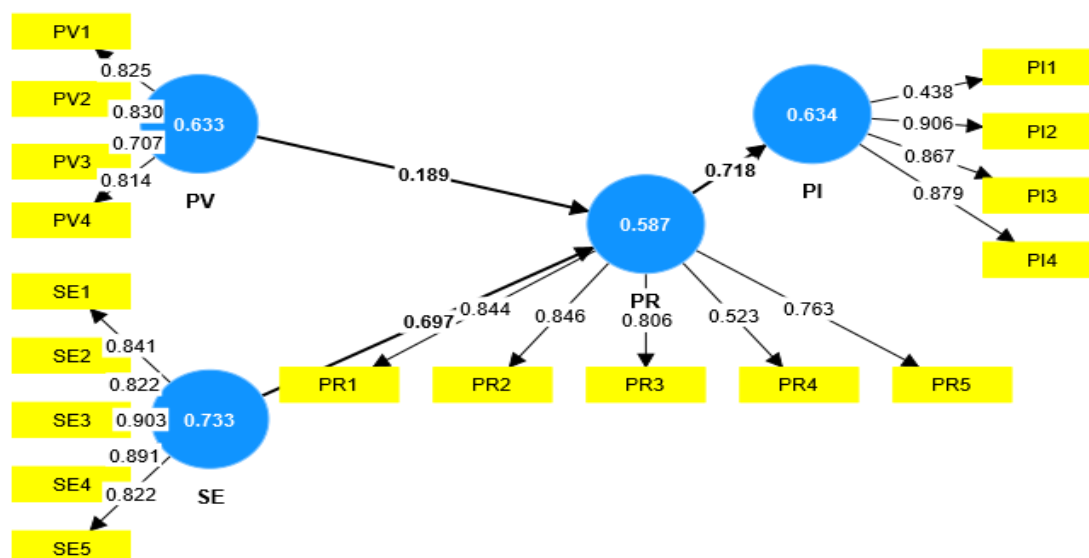 PV1
0.825
PV2
0.830
0.633
PV3
0.707
0.814
PV
PV4
0.189
PI1
0.438
0.634
0.906
PI2
0.867
PI3
0.718
PI
0.879
PI4
0.587
PR
SE1
0.841
SE2
0.822
SE3
0.903
0.733
0.891
SE4
0.822
SE
SE5
0.697
0.844
0.846
0.806
0.523
0.763
PR1
PR2
PR3
PR4
PR5